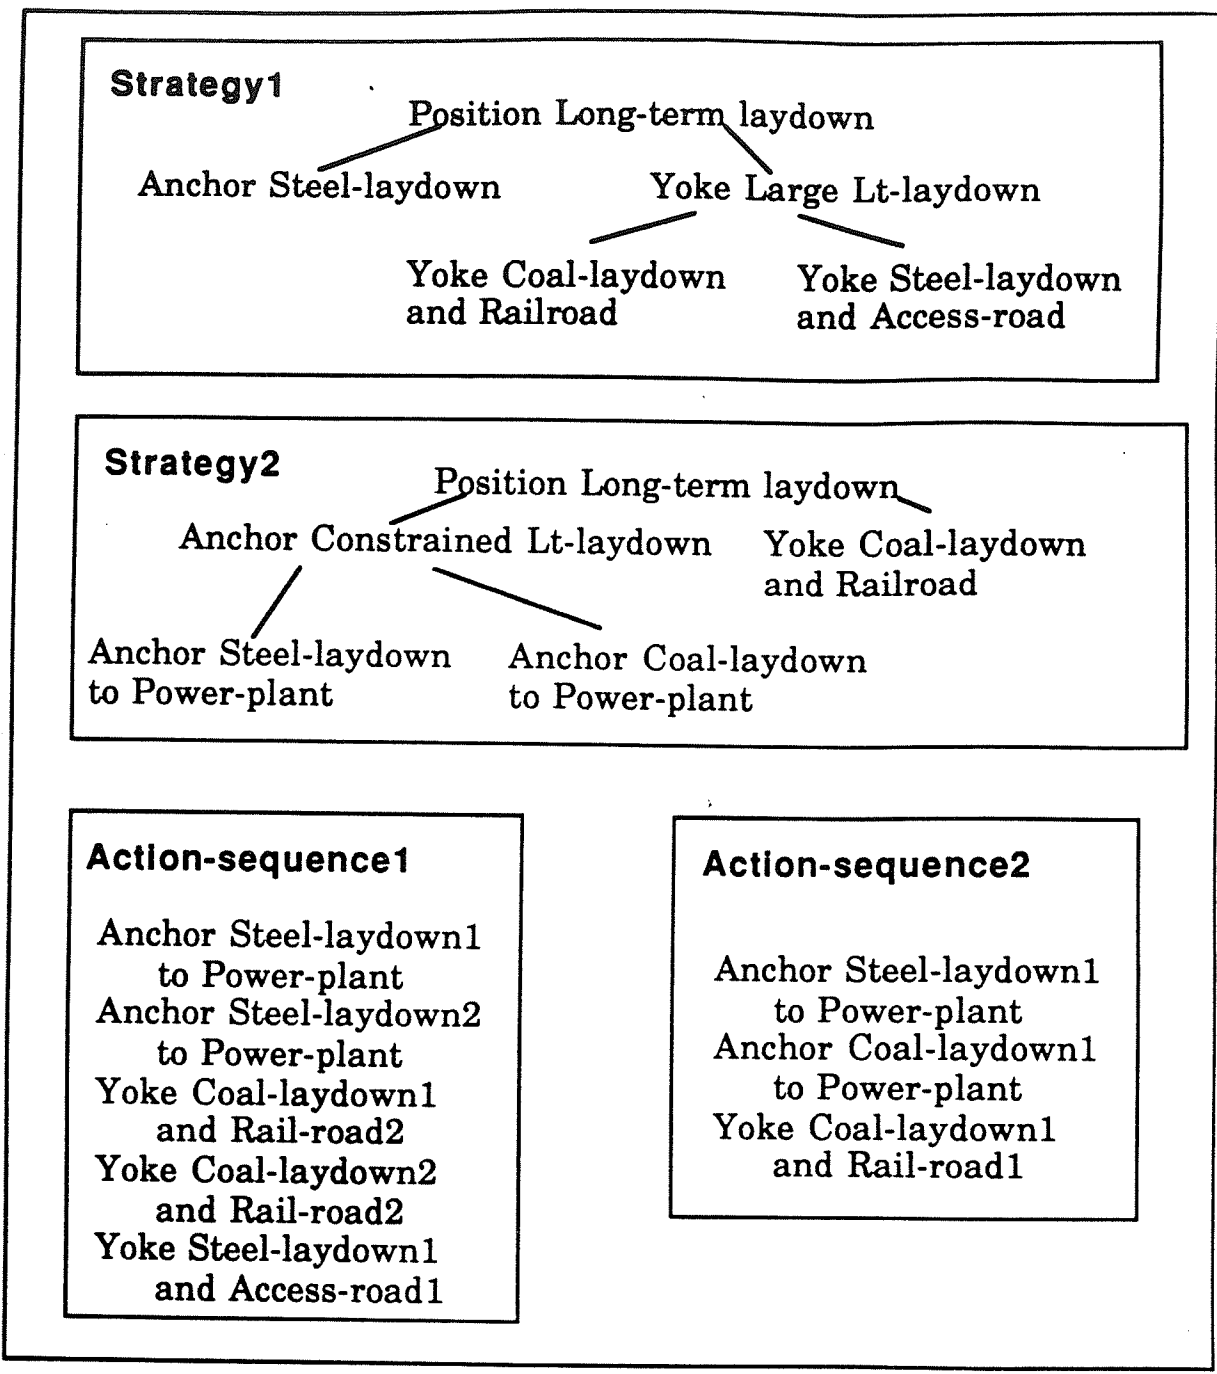 Strategy1
Position Long-term laydown
Anchor Steel-laydown
Yoke Large Lt-laydown
Yoke Coal-laydown
and Railroad
Yoke Steel-laydown
and Access-road
Strategy2
Position Long-term laydown
Anchor Constrained Lt-laydown
Yoke Coal-laydown
and Railroad
Anchor Steel-laydown
to Power-plant
Anchor Coal-laydown
to Power-plant
Action-sequence1
Anchor Steel-laydown1
to Power-plant
Anchor Steel-laydown2
to Power-plant
Yoke Coal-laydown1
and Rail-road2
Yoke Coal-laydown2
and Rail-road2
Yoke Steel-laydown1
and Access-road1
Action-sequence2
Anchor Steel-laydown1
to Power-plant
Anchor Coal-laydown1
to Power-plant
Yoke Coal-laydown1
and Rail-road1